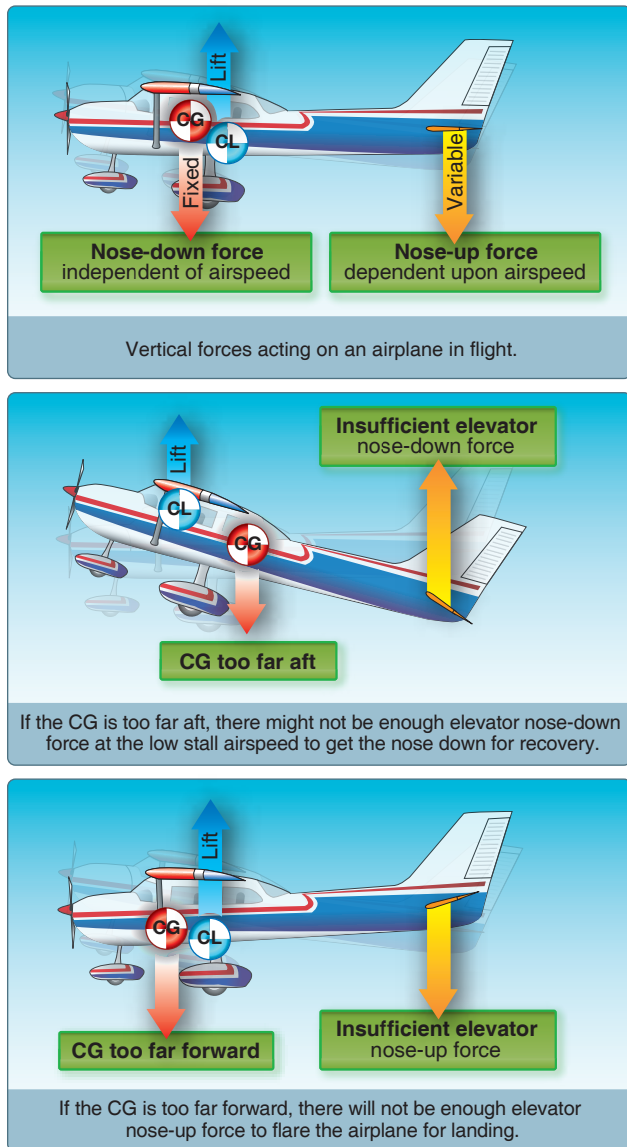 Lift
CG
CL
Fixed
Variable
Nose-down force
independent of airspeed
Nose-up force
dependent upon airspeed
Vertical forces acting on an airplane in flight.
Insufficient elevator
nose-down force
Lift
CL
CG
CG too far aft
If the CG is too far aft, there might not be enough elevator nose-down
force at the low stall airspeed to get the nose down for recovery.
Lift
CG
CL
CG too far forward
Insufficient elevator
nose-up force
If the CG is too far forward, there will not be enough elevator
nose-up force to flare the airplane for landing.